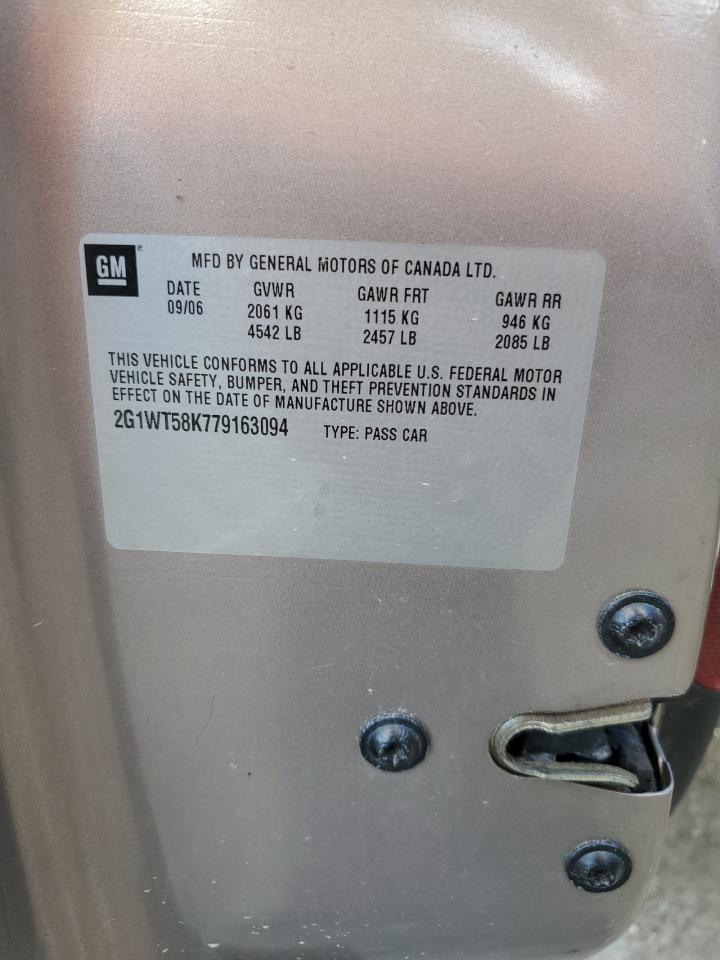 GM
MFD BY GENERAL MOTORS OF CANADA LTD.
DATE GVWR GAWR FRT GAWR RR
09/06 2061 KG 1115 KG 946 KG
4542 LB 2457 LB 2085 LB
THIS VEHICLE CONFORMS TO ALL APPLICABLE U.S. FEDERAL MOTOR
VEHICLE SAFETY, BUMPER, AND THEFT PREVENTION STANDARDS IN
EFFECT ON THE DATE OF MANUFACTURE SHOWN ABOVE.
2G1WT58K779163094 TYPE: PASS CAR